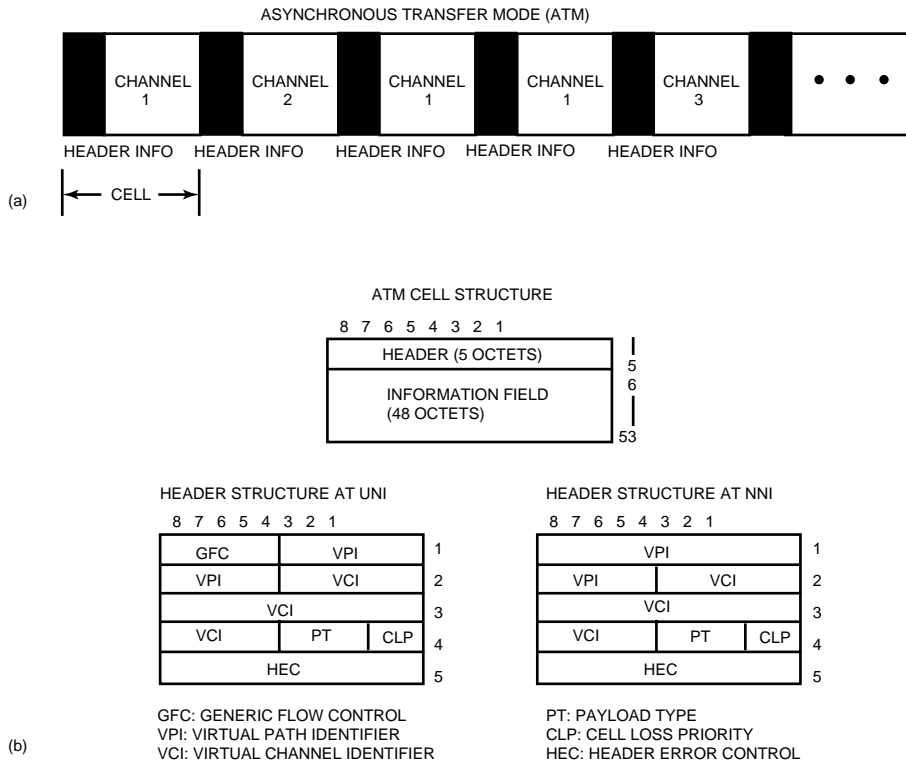 ASYNCHRONOUS TRANSFER MODE (ATM)
CHANNEL 1
CHANNEL 2
CHANNEL 1
CHANNEL 1
CHANNEL 3
• • •
HEADER INFO HEADER INFO HEADER INFO HEADER INFO HEADER INFO
CELL
(a)
ATM CELL STRUCTURE
8 7 6 5 4 3 2 1
HEADER (5 OCTETS)
5
6
INFORMATION FIELD
(48 OCTETS)
53
HEADER STRUCTURE AT UNI
8 7 6 5 4 3 2 1
GFC VPI 1
VPI VCI 2
VCI 3
VCI PT CLP 4
HEC 5
GFC: GENERIC FLOW CONTROL
VPI: VIRTUAL PATH IDENTIFIER
VCI: VIRTUAL CHANNEL IDENTIFIER
HEADER STRUCTURE AT NNI
8 7 6 5 4 3 2 1
VPI 1
VPI VCI 2
VCI 3
VCI PT CLP 4
HEC 5
PT: PAYLOAD TYPE
CLP: CELL LOSS PRIORITY
HEC: HEADER ERROR CONTROL
(b)